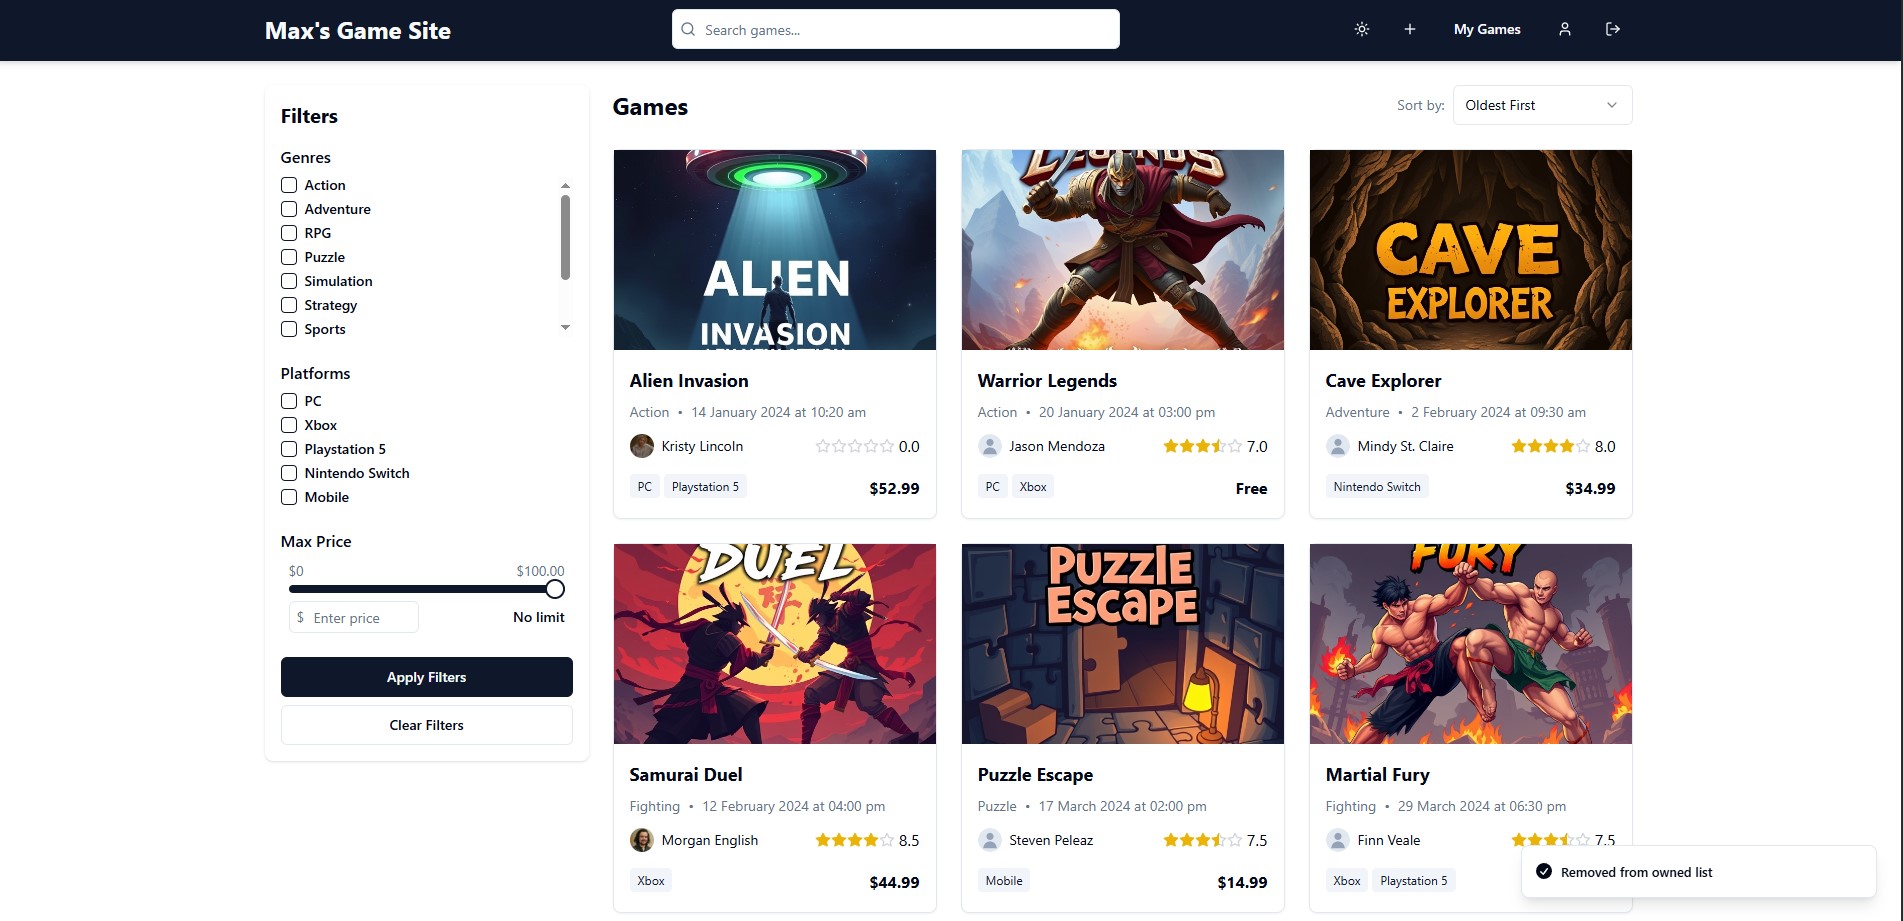 Max's Game Site
Search games...
My Games
Filters
Genres
Action
Adventure
RPG
Puzzle
Simulation
Strategy
Sports
Platforms
PC
Xbox
Playstation 5
Nintendo Switch
Mobile
Max Price
$0 $100.00
$ Enter price No limit
Apply Filters
Clear Filters
Games
Sort by: Oldest First
ALIEN
INVASION
Alien Invasion
Action • 14 January 2024 at 10:20 am
Kristy Lincoln 0.0
PC Playstation 5 $52.99
LEGENDS
Warrior Legends
Action • 20 January 2024 at 03:00 pm
Jason Mendoza 7.0
PC Xbox Free
CAVE
EXPLORER
Cave Explorer
Adventure • 2 February 2024 at 09:30 am
Mindy St. Claire 8.0
Nintendo Switch $34.99
DUEL
Samurai Duel
Fighting • 12 February 2024 at 04:00 pm
Morgan English 8.5
Xbox $44.99
PUZZLE
ESCAPE
Puzzle Escape
Puzzle • 17 March 2024 at 02:00 pm
Steven Peleaz 7.5
Mobile $14.99
FURY
Martial Fury
Fighting • 29 March 2024 at 06:30 pm
Finn Veale 7.5
Xbox Playstation 5
Removed from owned list